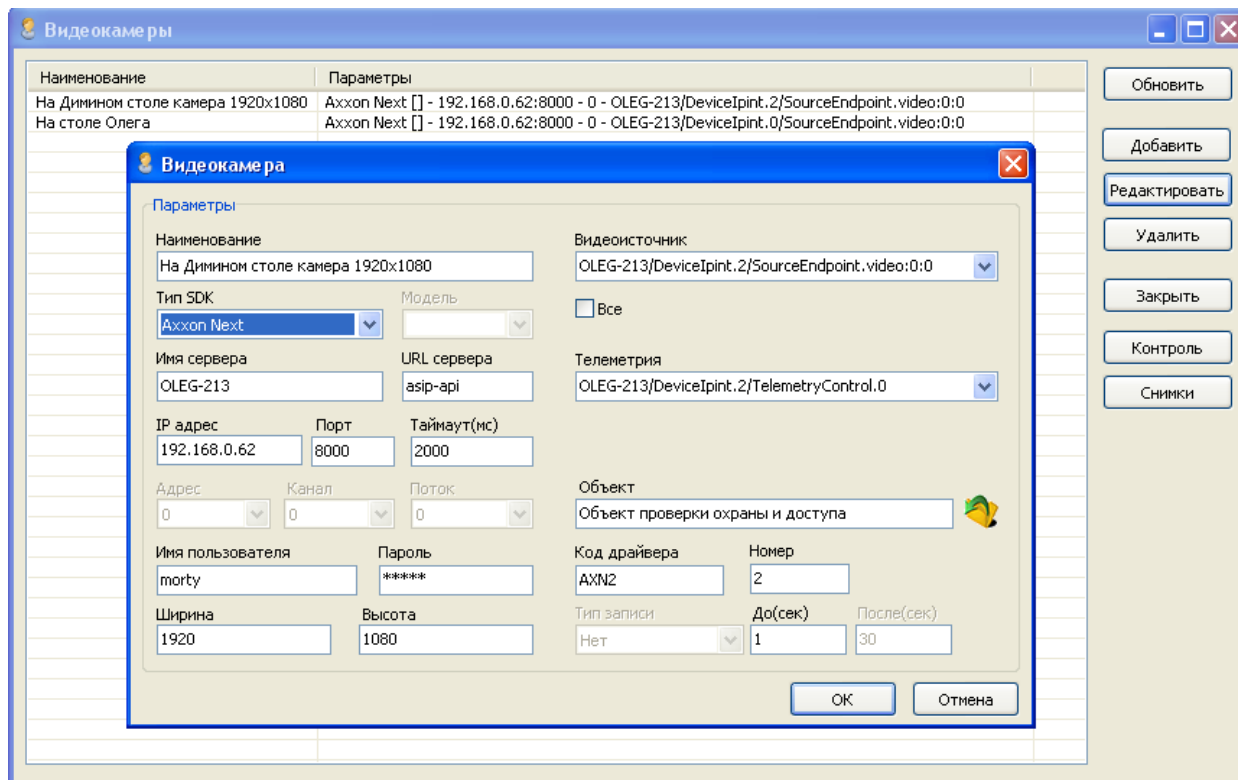 Видеокамеры
Наименование Параметры
На Димином столе камера 1920x1080 Axxon Next [] - 192.168.0.62:8000 - 0 - OLEG-213/DeviceIpint.2/SourceEndpoint.video:0:0
На столе Олега Axxon Next [] - 192.168.0.62:8000 - 0 - OLEG-213/DeviceIpint.0/SourceEndpoint.video:0:0
Обновить
Добавить
Редактировать
Удалить
Закрыть
Контроль
Снимки
Видеокамера
Параметры
Наименование Видеоисточник
На Димином столе камера 1920x1080 OLEG-213/DeviceIpint.2/SourceEndpoint.video:0:0
Тип SDK Модель
Axxon Next Все
Имя сервера URL сервера Телеметрия
OLEG-213 asip-api OLEG-213/DeviceIpint.2/TelemetryControl.0
IP адрес Порт Таймаут(мс)
192.168.0.62 8000 2000
Адрес Канал Поток Объект
0 0 0 Объект проверки охраны и доступа
Имя пользователя Пароль Код драйвера Номер
morty ***** AXN2 2
Ширина Высота Тип записи До(сек) После(сек)
1920 1080 Нет 1 30
OK Отмена